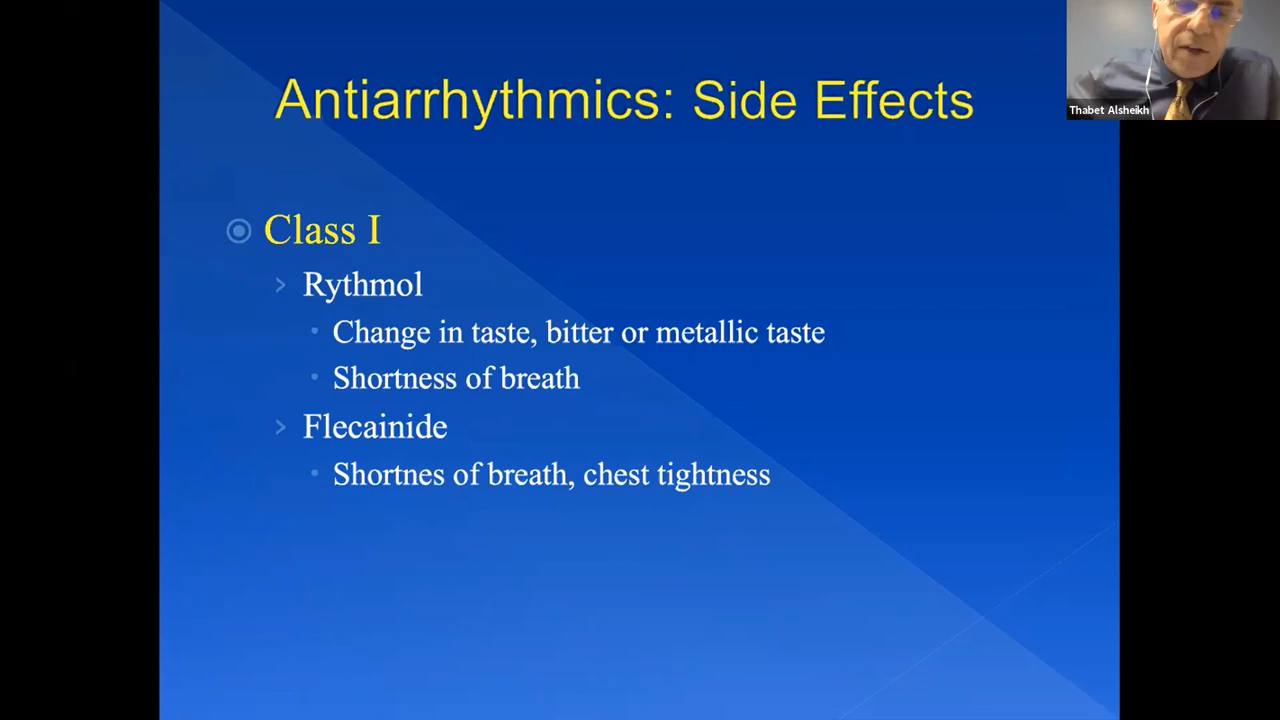 Antiarrhythmics: Side Effects
Thabet Alsheikh
Class I
Rythmol
Change in taste, bitter or metallic taste
Shortness of breath
Flecainide
Shortnes of breath, chest tightness